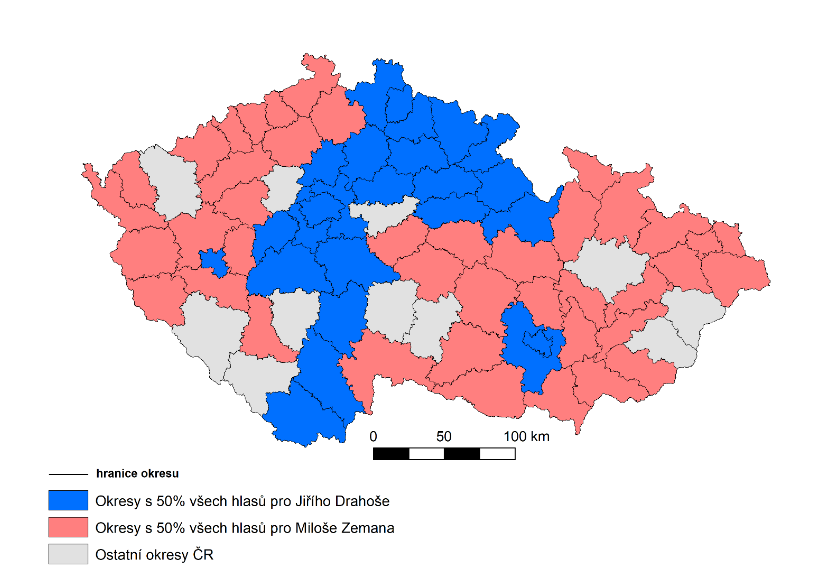 0 50 100 km
hranice okresu
Okresy s 50% všech hlasů pro Jiřího Drahoše
Okresy s 50% všech hlasů pro Miloše Zemana
Ostatní okresy ČR